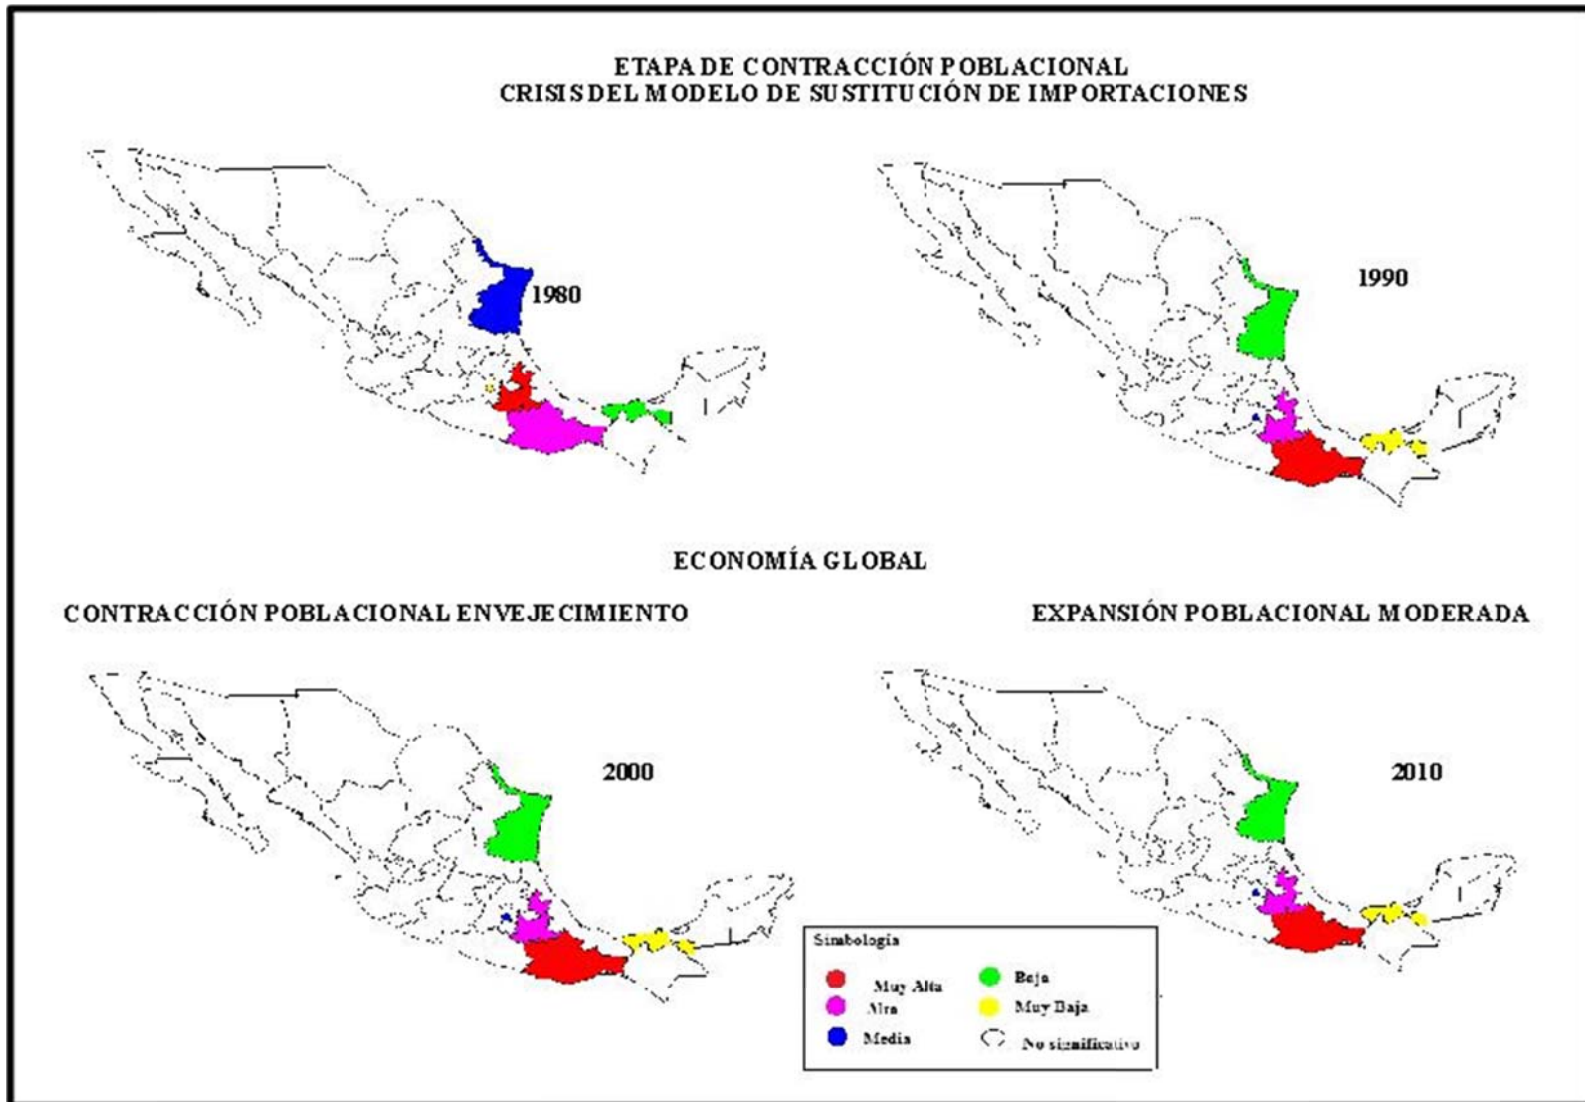 ETAPA DE CONTRACCIÓN POBLACIONAL
CRISIS DEL MODELO DE SUSTITUCIÓN DE IMPORTACIONES
1980
1990
ECONOMÍA GLOBAL
CONTRACCIÓN POBLACIONAL ENVEJECIMIENTO
EXPANSIÓN POBLACIONAL MODERADA
2000
2010
Simbología
Muy Alta
Alta
Media
Baja
Muy Baja
No significativo